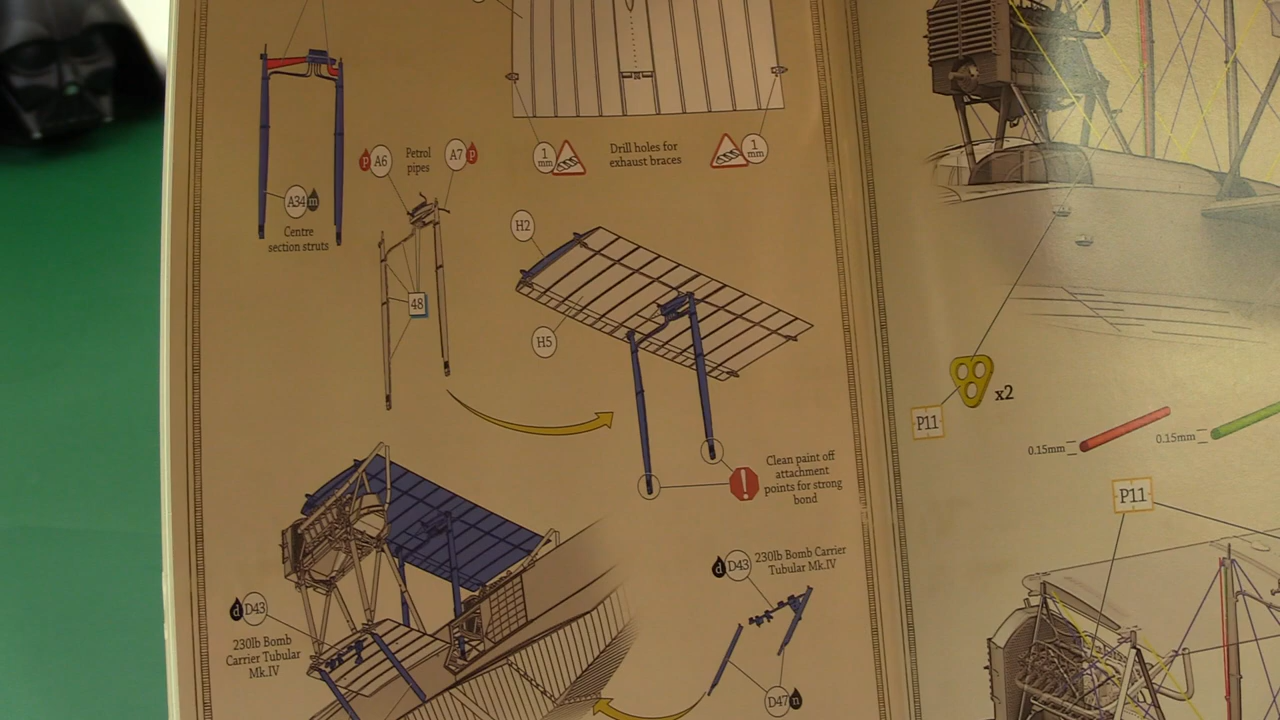 1
mm
Drill holes for
exhaust braces
1
mm
P
A6
Petrol
pipes
A7
P
A34
m
Centre
section struts
H2
48
H5
Clean paint off
attachment
points for strong
bond
P11
x2
0.15mm
0.15mm
P11
d
D43
230lb Bomb Carrier
Tubular Mk.IV
d
D43
230lb Bomb
Carrier Tubular
Mk.IV
D47
n